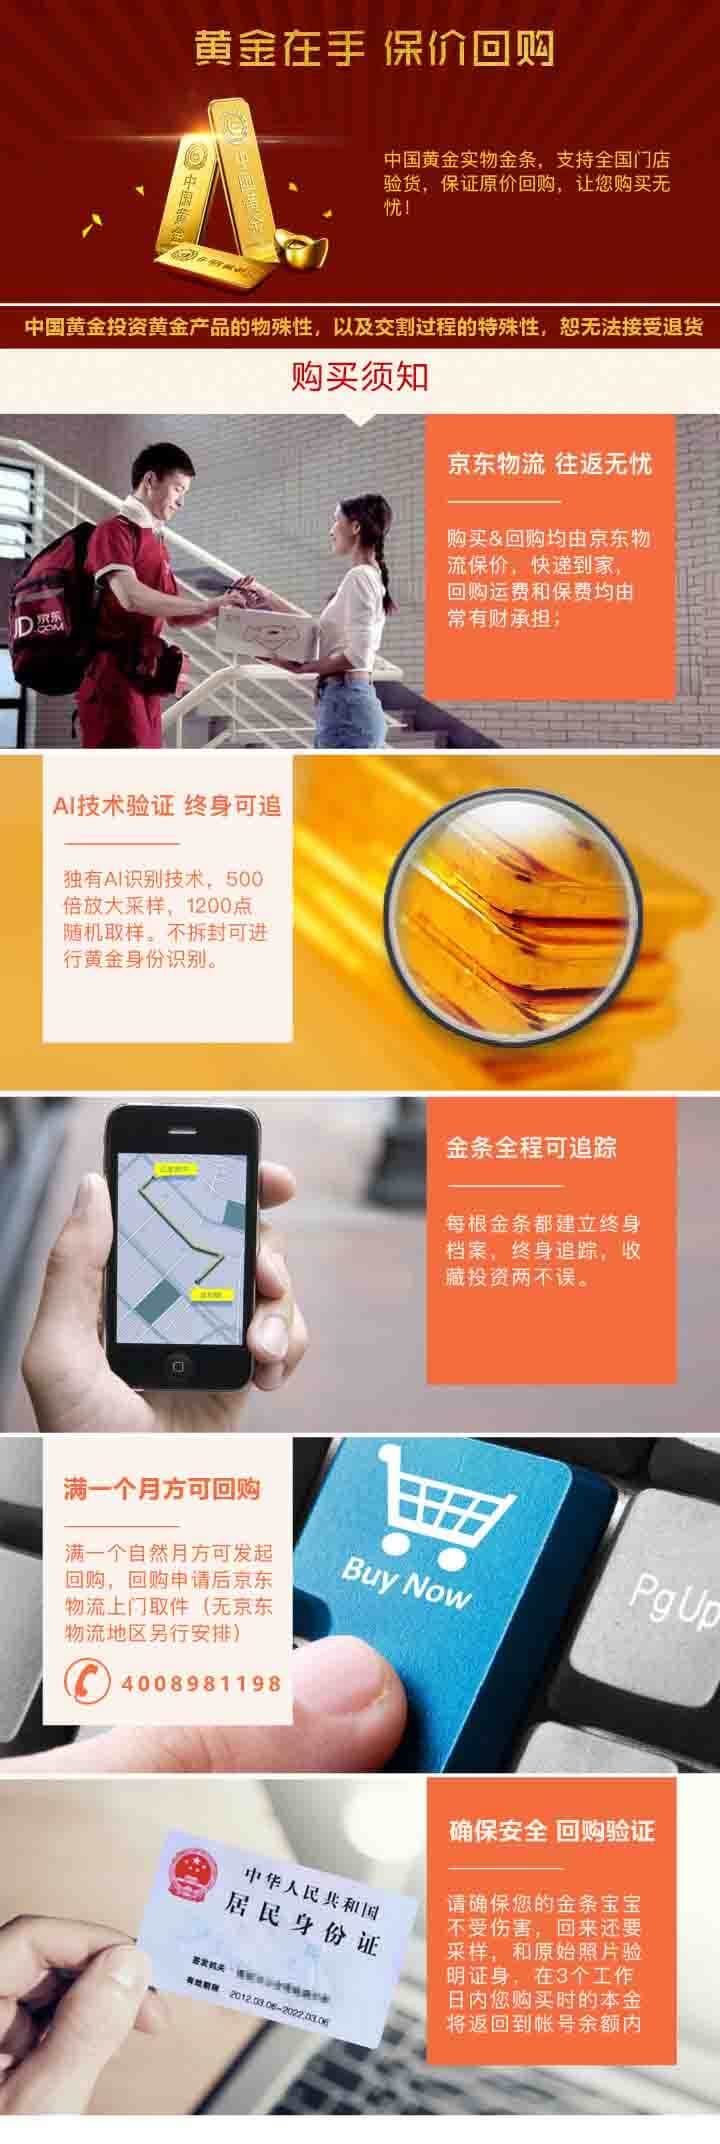 黄金在手 保价回购
中国黄金
中国黄金
中国黄金实物金条，支持全国门店
验货，保证原价回购，让您购买无
忧！
中国黄金投资黄金产品的物殊性，以及交割过程的特殊性，恕无法接受退货
购买须知
京东物流 往返无忧
购买&回购均由京东物
流保价，快递到家，
回购运费和保费均由
常有财承担；
JD 京东
.COM
AI技术验证 终身可追
独有AI识别技术，500
倍放大采样，1200点
随机取样。不拆封可进
行黄金身份识别。
金条全程可追踪
每根金条都建立终身
档案，终身追踪，收
藏投资两不误。
满一个月方可回购
满一个自然月方可发起
回购，回购申请后京东
物流上门取件（无京东
物流地区另行安排）
4008981198
Buy Now
PgUp
确保安全 回购验证
请确保您的金条宝宝
不受伤害，回来还要
采样，和原始照片验
明证身．在3个工作
日内您购买时的本金
将返回到帐号余额内
中华人民共和国
居民身份证
签发机关
有效期限 2012.03.06-2022.03.06